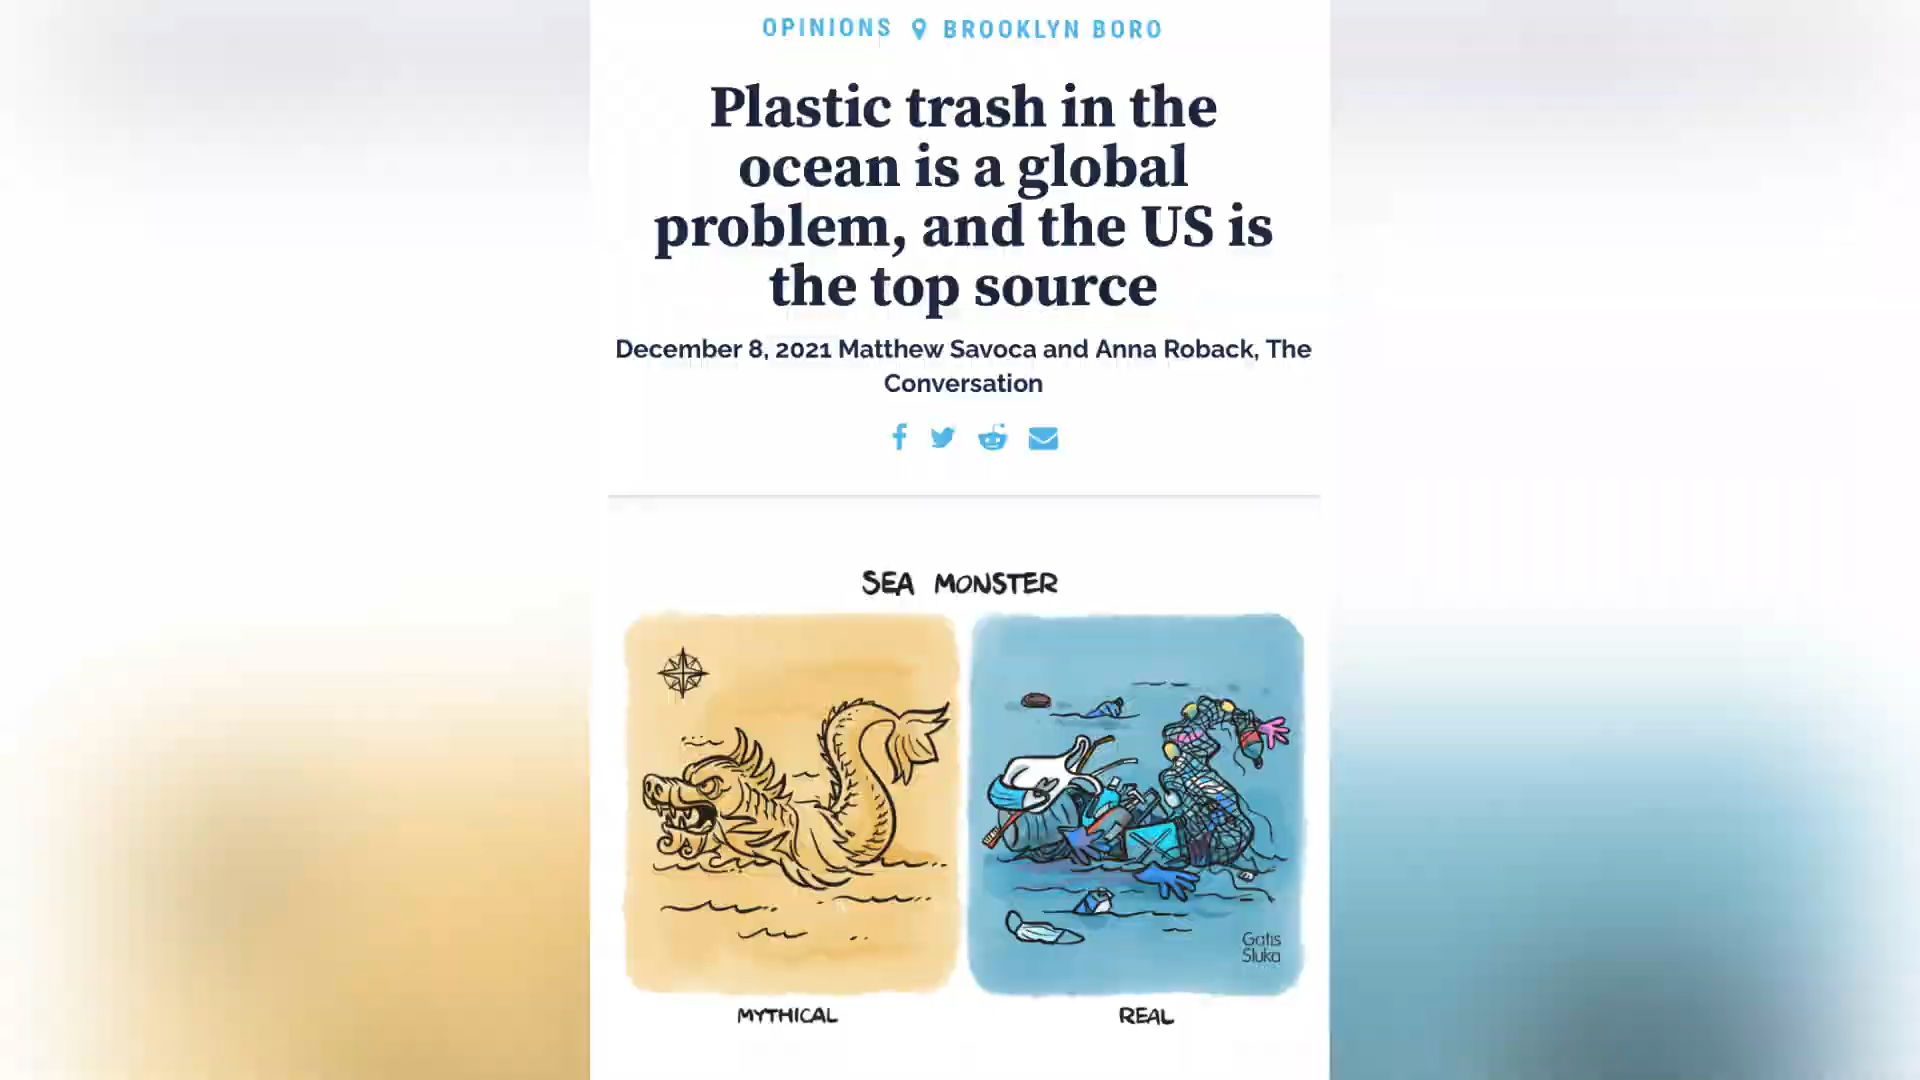 OPINIONS BROOKLYN BORO
Plastic trash in the
ocean is a global
problem, and the US is
the top source
December 8, 2021 Matthew Savoca and Anna Roback, The
Conversation
SEA MONSTER
Gatis
Sluka
MYTHICAL REAL